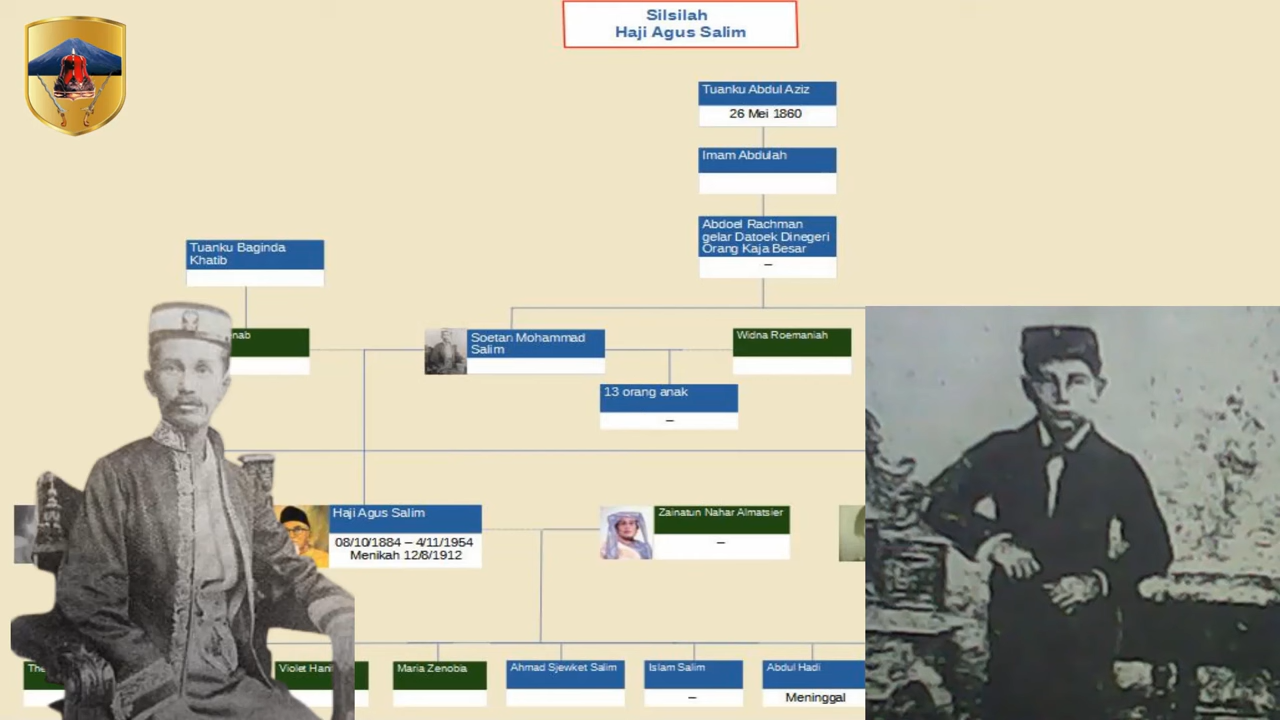 Silsilah
Haji Agus Salim
Tuanku Abdul Aziz
26 Mei 1860
Imam Abdulah
Abdoel Rachman
gelar Datoek Dinegeri
Orang Kaja Besar
–
Tuanku Baginda
Khatib
nab
Soetan Mohammad
Salim
Widna Roemaniah
13 orang anak
–
Haji Agus Salim
08/10/1884 – 4/11/1954
Menikah 12/8/1912
Zainatun Nahar Almatsier
–
Violet Hani
Maria Zenobia
Ahmad Sjewket Salim
Islam Salim
–
Abdul Hadi
Meninggal